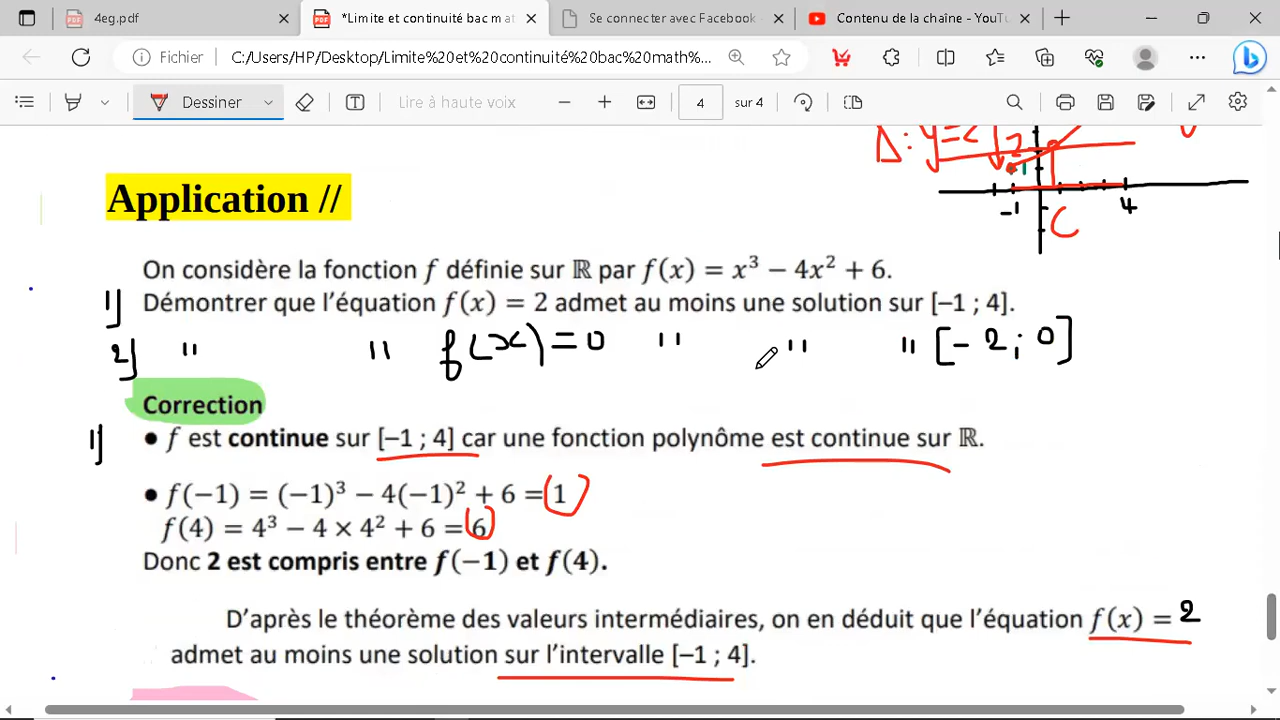 4eg.pdf
*Limite et continuité bac mat
Se connecter avec Facebook
Contenu de la chaîne - YouTu
Fichier
C:/Users/HP/Desktop/Limite%20et%20continuité%20bac%20math%...
Dessiner
Lire à haute voix
4
sur 4
Δ: y=2
2
1
-1
4
C
Application //
On considère la fonction f définie sur ℝ par f(x) = x³ − 4x² + 6.
1) Démontrer que l'équation f(x) = 2 admet au moins une solution sur [−1 ; 4].
2) " " f(x)=0 " " " [-2; 0]
Correction
1) ● f est continue sur [−1 ; 4] car une fonction polynôme est continue sur ℝ.
● f(−1) = (−1)³ − 4(−1)² + 6 = 1
f(4) = 4³ − 4 × 4² + 6 = 6
Donc 2 est compris entre f(−1) et f(4).
D'après le théorème des valeurs intermédiaires, on en déduit que l'équation f(x) = 2
admet au moins une solution sur l'intervalle [−1 ; 4].